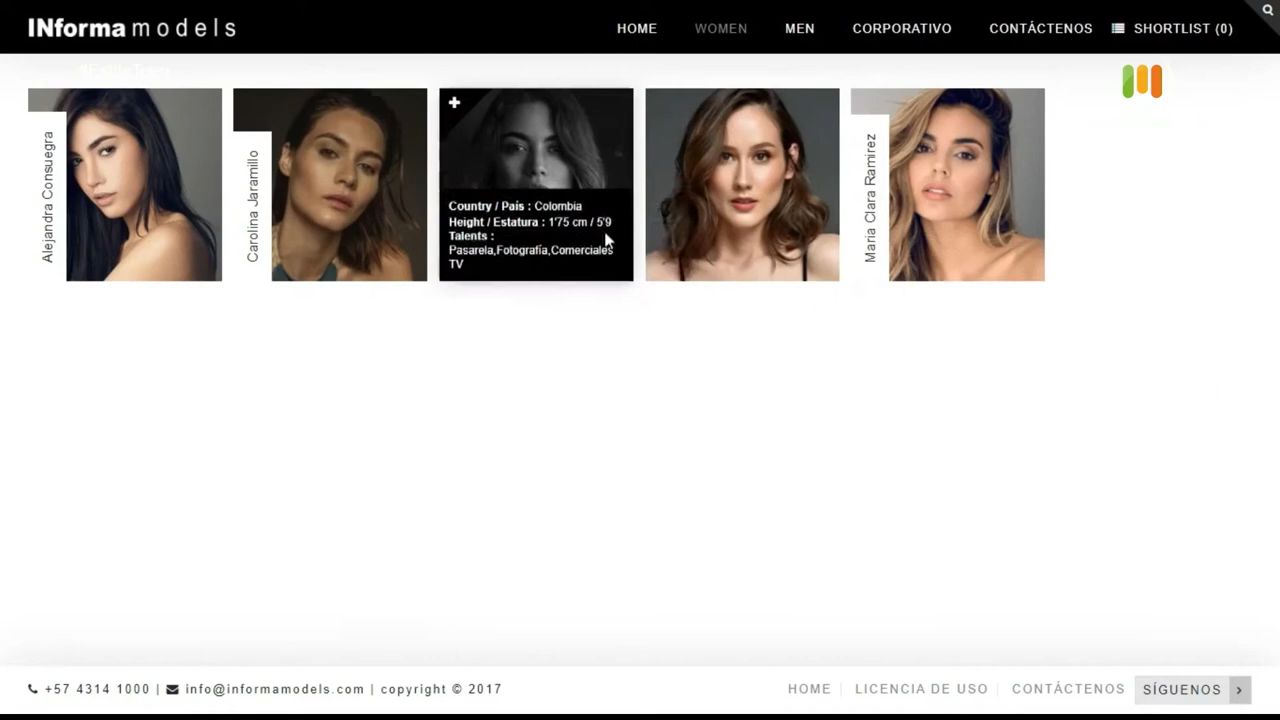 INforma models
HOME
WOMEN
MEN
CORPORATIVO
CONTÁCTENOS
SHORTLIST (0)
Alejandra Consuegra
Carolina Jaramillo
Country / País : Colombia
Height / Estatura : 1'75 cm / 5'9
Talents :
Pasarela,Fotografía,Comerciales
TV
Maria Clara Ramirez
+57 4314 1000 | info@informamodels.com | copyright © 2017
HOME
LICENCIA DE USO
CONTÁCTENOS
SÍGUENOS